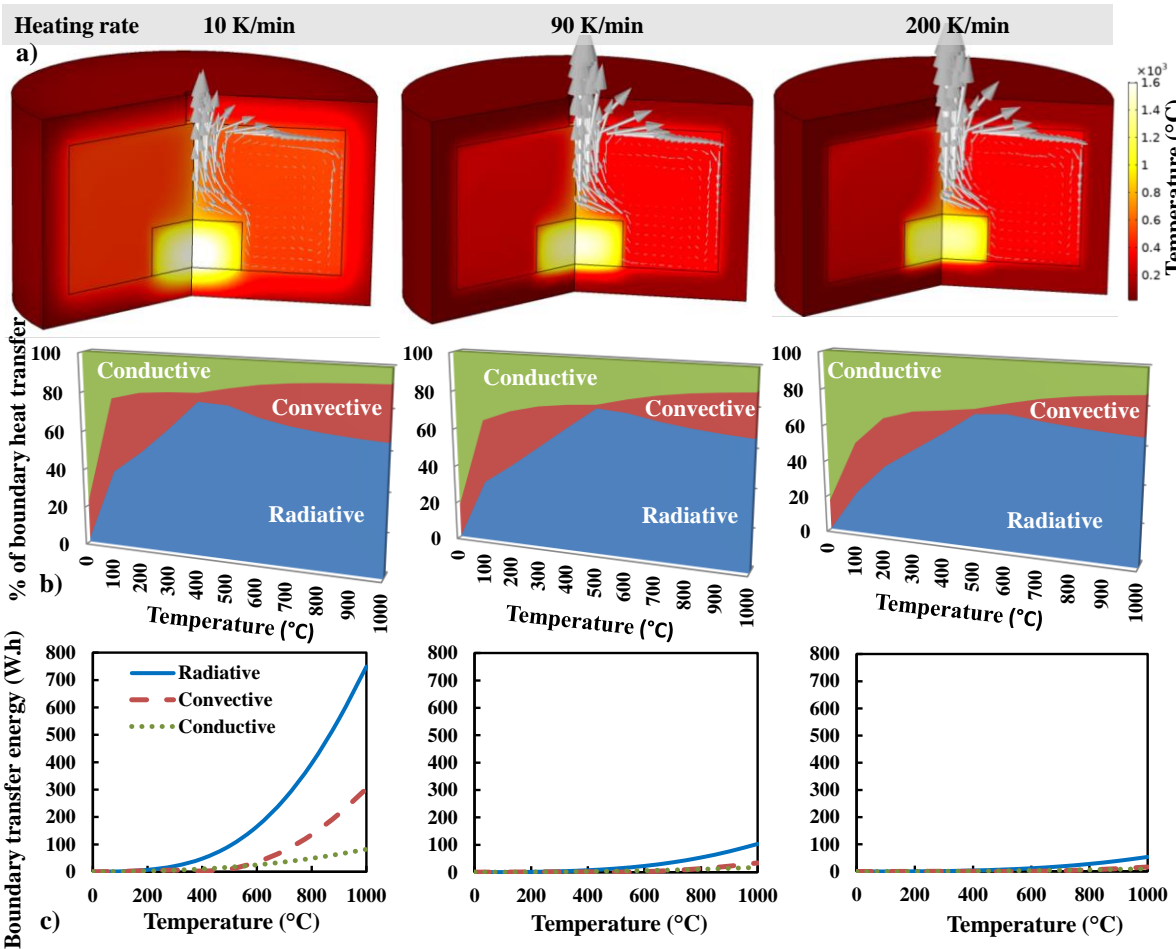 Heating rate 10 K/min 90 K/min 200 K/min
a)
×10³
1.6
1.4
1.2
1
0.8
0.6
0.4
0.2
Temperature (°C)
% of boundary heat transfer
100
80
60
40
20
0
Conductive
Convective
Radiative
0 100 200 300 400 500 600 700 800 900 1000
Temperature (°C)
100
80
60
40
20
0
Conductive
Convective
Radiative
0 100 200 300 400 500 600 700 800 900 1000
Temperature (°C)
100
80
60
40
20
0
Conductive
Convective
Radiative
0 100 200 300 400 500 600 700 800 900 1000
Temperature (°C)
b)
Boundary transfer energy (W.h)
800
700
600
500
400
300
200
100
0
Radiative
Convective
Conductive
0 200 400 600 800 1000
Temperature (°C)
800
700
600
500
400
300
200
100
0
0 200 400 600 800 1000
Temperature (°C)
800
700
600
500
400
300
200
100
0
0 200 400 600 800 1000
Temperature (°C)
c)